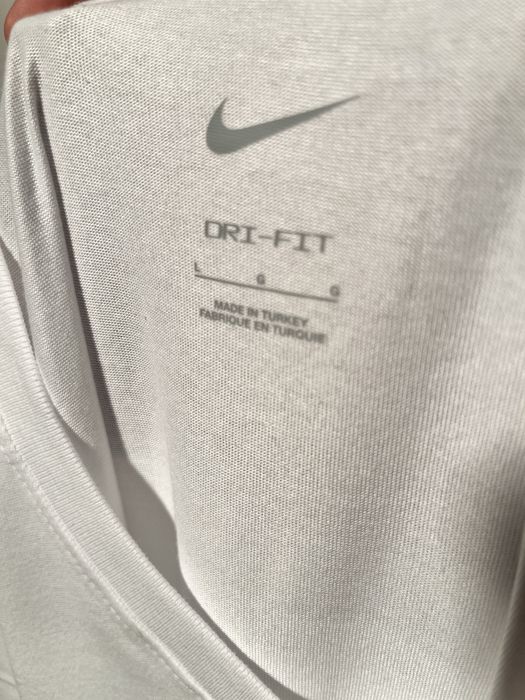 DRI-FIT
L G G
MADE IN TURKEY
FABRIQUE EN TURQUIE